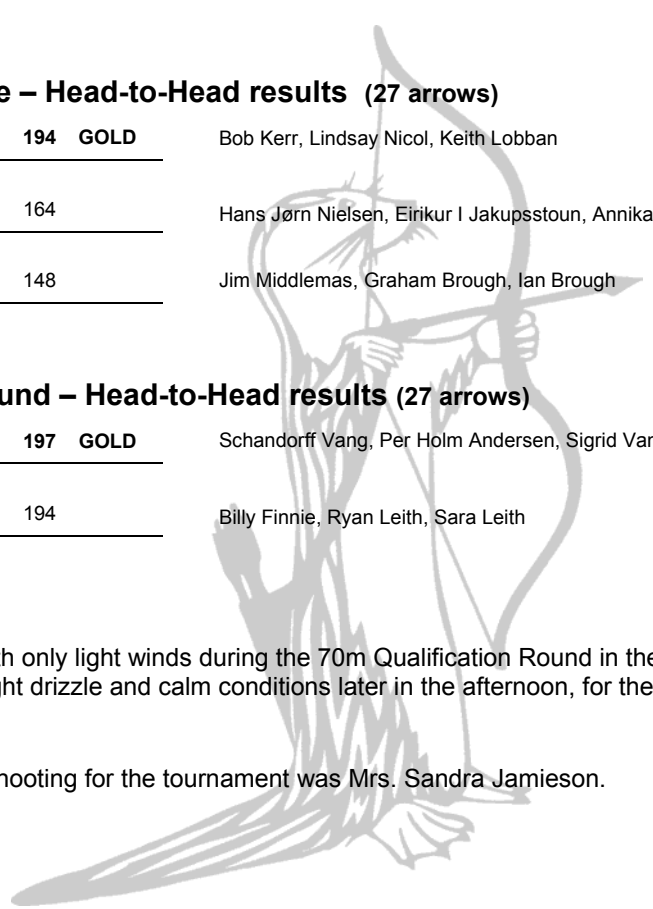 e – Head-to-Head results (27 arrows)
194 GOLD Bob Kerr, Lindsay Nicol, Keith Lobban
164 Hans Jørn Nielsen, Eirikur I Jakupsstoun, Annika
148 Jim Middlemas, Graham Brough, Ian Brough
und – Head-to-Head results (27 arrows)
197 GOLD Schandorff Vang, Per Holm Andersen, Sigrid Var
194 Billy Finnie, Ryan Leith, Sara Leith
th only light winds during the 70m Qualification Round in the
ght drizzle and calm conditions later in the afternoon, for the
hooting for the tournament was Mrs. Sandra Jamieson.